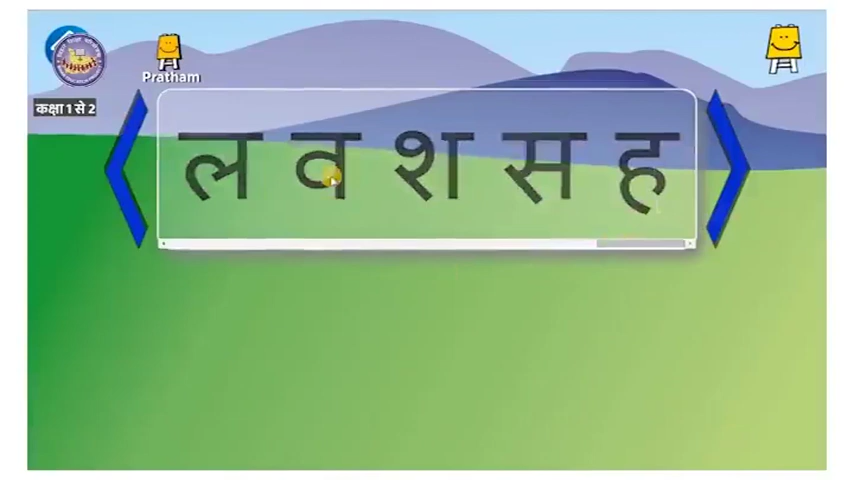 Pratham
कक्षा 1 से 2
ल व श स ह